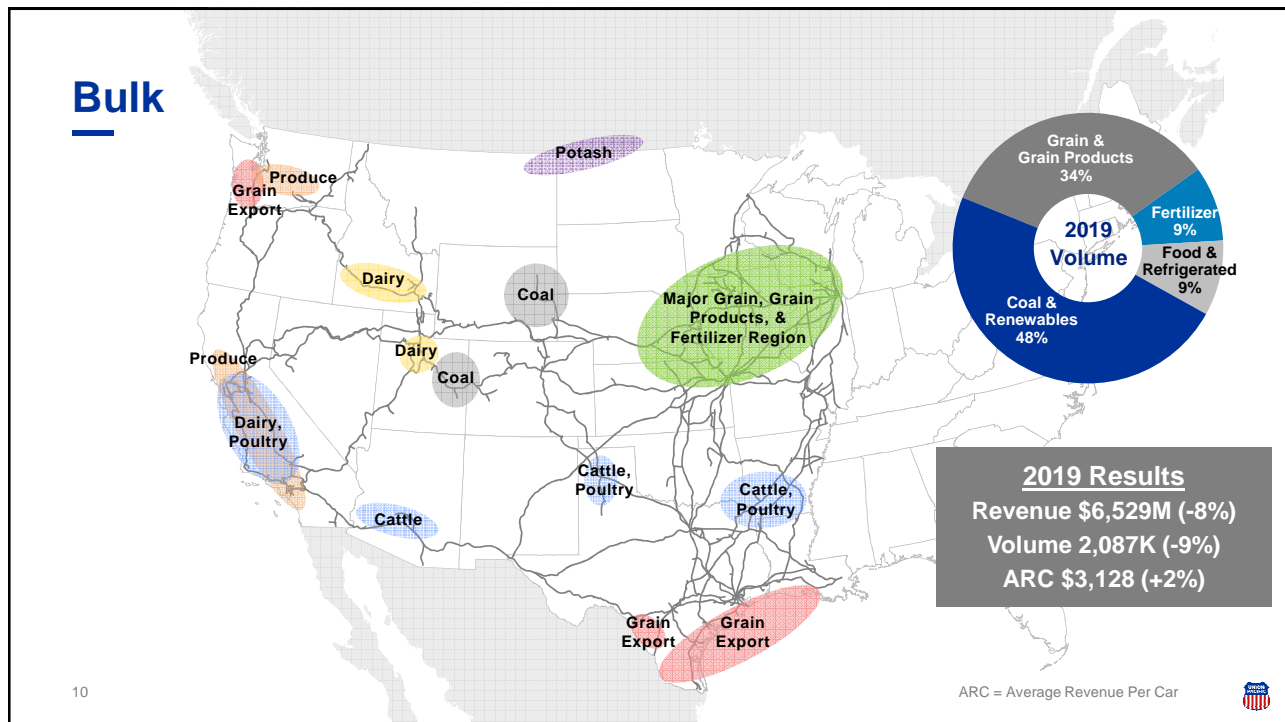 Bulk
Potash
Produce
Grain
Export
Dairy
Coal
Major Grain, Grain
Products, &
Fertilizer Region
Produce
Dairy
Coal
Dairy,
Poultry
Cattle,
Poultry
Cattle,
Poultry
Cattle
Grain
Export
Grain
Export
Grain &
Grain Products
34%
Fertilizer
9%
2019
Volume
Food &
Refrigerated
9%
Coal &
Renewables
48%
2019 Results
Revenue $6,529M (-8%)
Volume 2,087K (-9%)
ARC $3,128 (+2%)
10
ARC = Average Revenue Per Car
UNION
PACIFIC